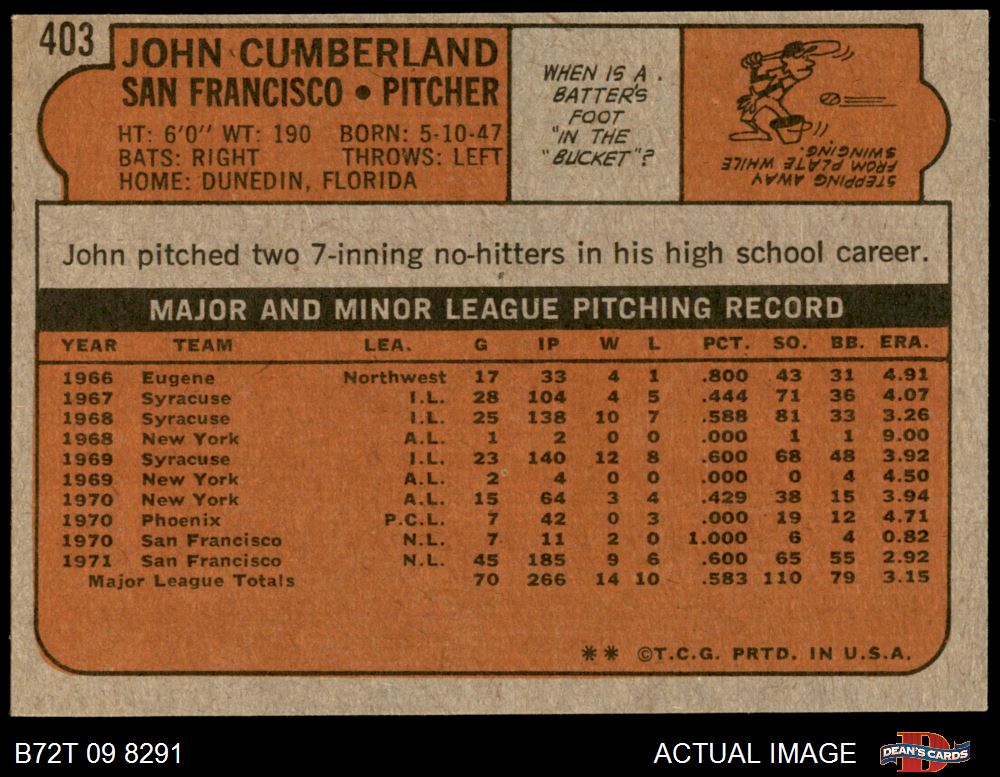 403
JOHN CUMBERLAND
SAN FRANCISCO • PITCHER
HT: 6'0" WT: 190 BORN: 5-10-47
BATS: RIGHT THROWS: LEFT
HOME: DUNEDIN, FLORIDA
WHEN IS A
BATTER'S
FOOT
"IN THE
"BUCKET"?
STEPPING AWAY
FROM PLATE WHILE
SWINGING.
John pitched two 7-inning no-hitters in his high school career.
MAJOR AND MINOR LEAGUE PITCHING RECORD
YEAR TEAM LEA. G IP W L PCT. SO. BB. ERA.
1966 Eugene Northwest 17 33 4 1 .800 43 31 4.91
1967 Syracuse I.L. 28 104 4 5 .444 71 36 4.07
1968 Syracuse I.L. 25 138 10 7 .588 81 33 3.26
1968 New York A.L. 1 2 0 0 .000 1 1 9.00
1969 Syracuse I.L. 23 140 12 8 .600 68 48 3.92
1969 New York A.L. 2 4 0 0 .000 0 4 4.50
1970 New York A.L. 15 64 3 4 .429 38 15 3.94
1970 Phoenix P.C.L. 7 42 0 3 .000 19 12 4.71
1970 San Francisco N.L. 7 11 2 0 1.000 6 4 0.82
1971 San Francisco N.L. 45 185 9 6 .600 65 55 2.92
Major League Totals 70 266 14 10 .583 110 79 3.15
** ©T.C.G. PRTD. IN U.S.A.
B72T 09 8291 ACTUAL IMAGE
D
DEAN'S CARDS